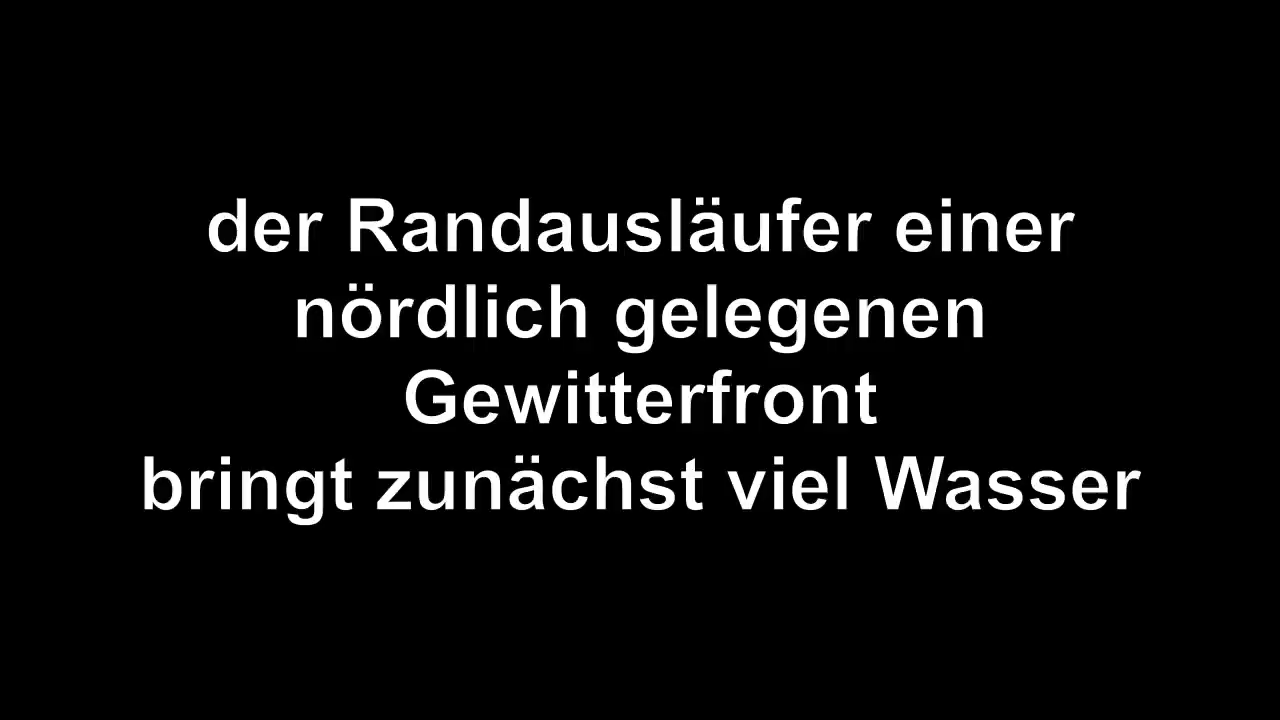 der Randausläufer einer
nördlich gelegenen
Gewitterfront
bringt zunächst viel Wasser